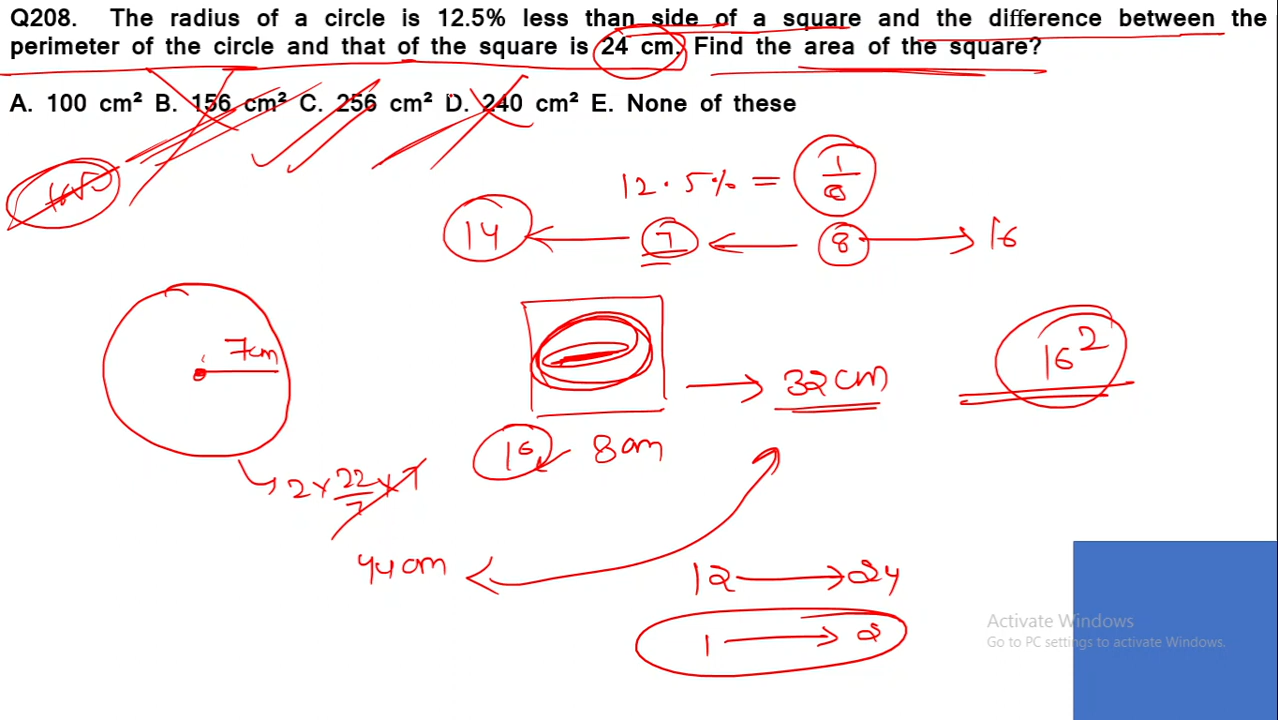 Q208. The radius of a circle is 12.5% less than side of a square and the difference between the
perimeter of the circle and that of the square is 24 cm. Find the area of the square?
A. 100 cm² B. 156 cm² C. 256 cm² D. 240 cm² E. None of these
12.5% = 1/8
14 7 8 16
7cm
16²
32cm
16 8cm
2×22/7×7
44cm
12 24
1 2
Activate Windows
Go to PC settings to activate Windows.